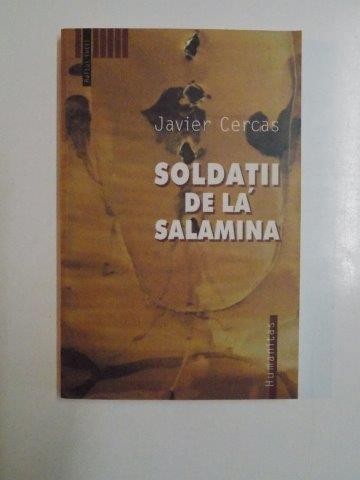 Javier Cercas
SOLDAȚII
DE LA
SALAMINA
Humanitas